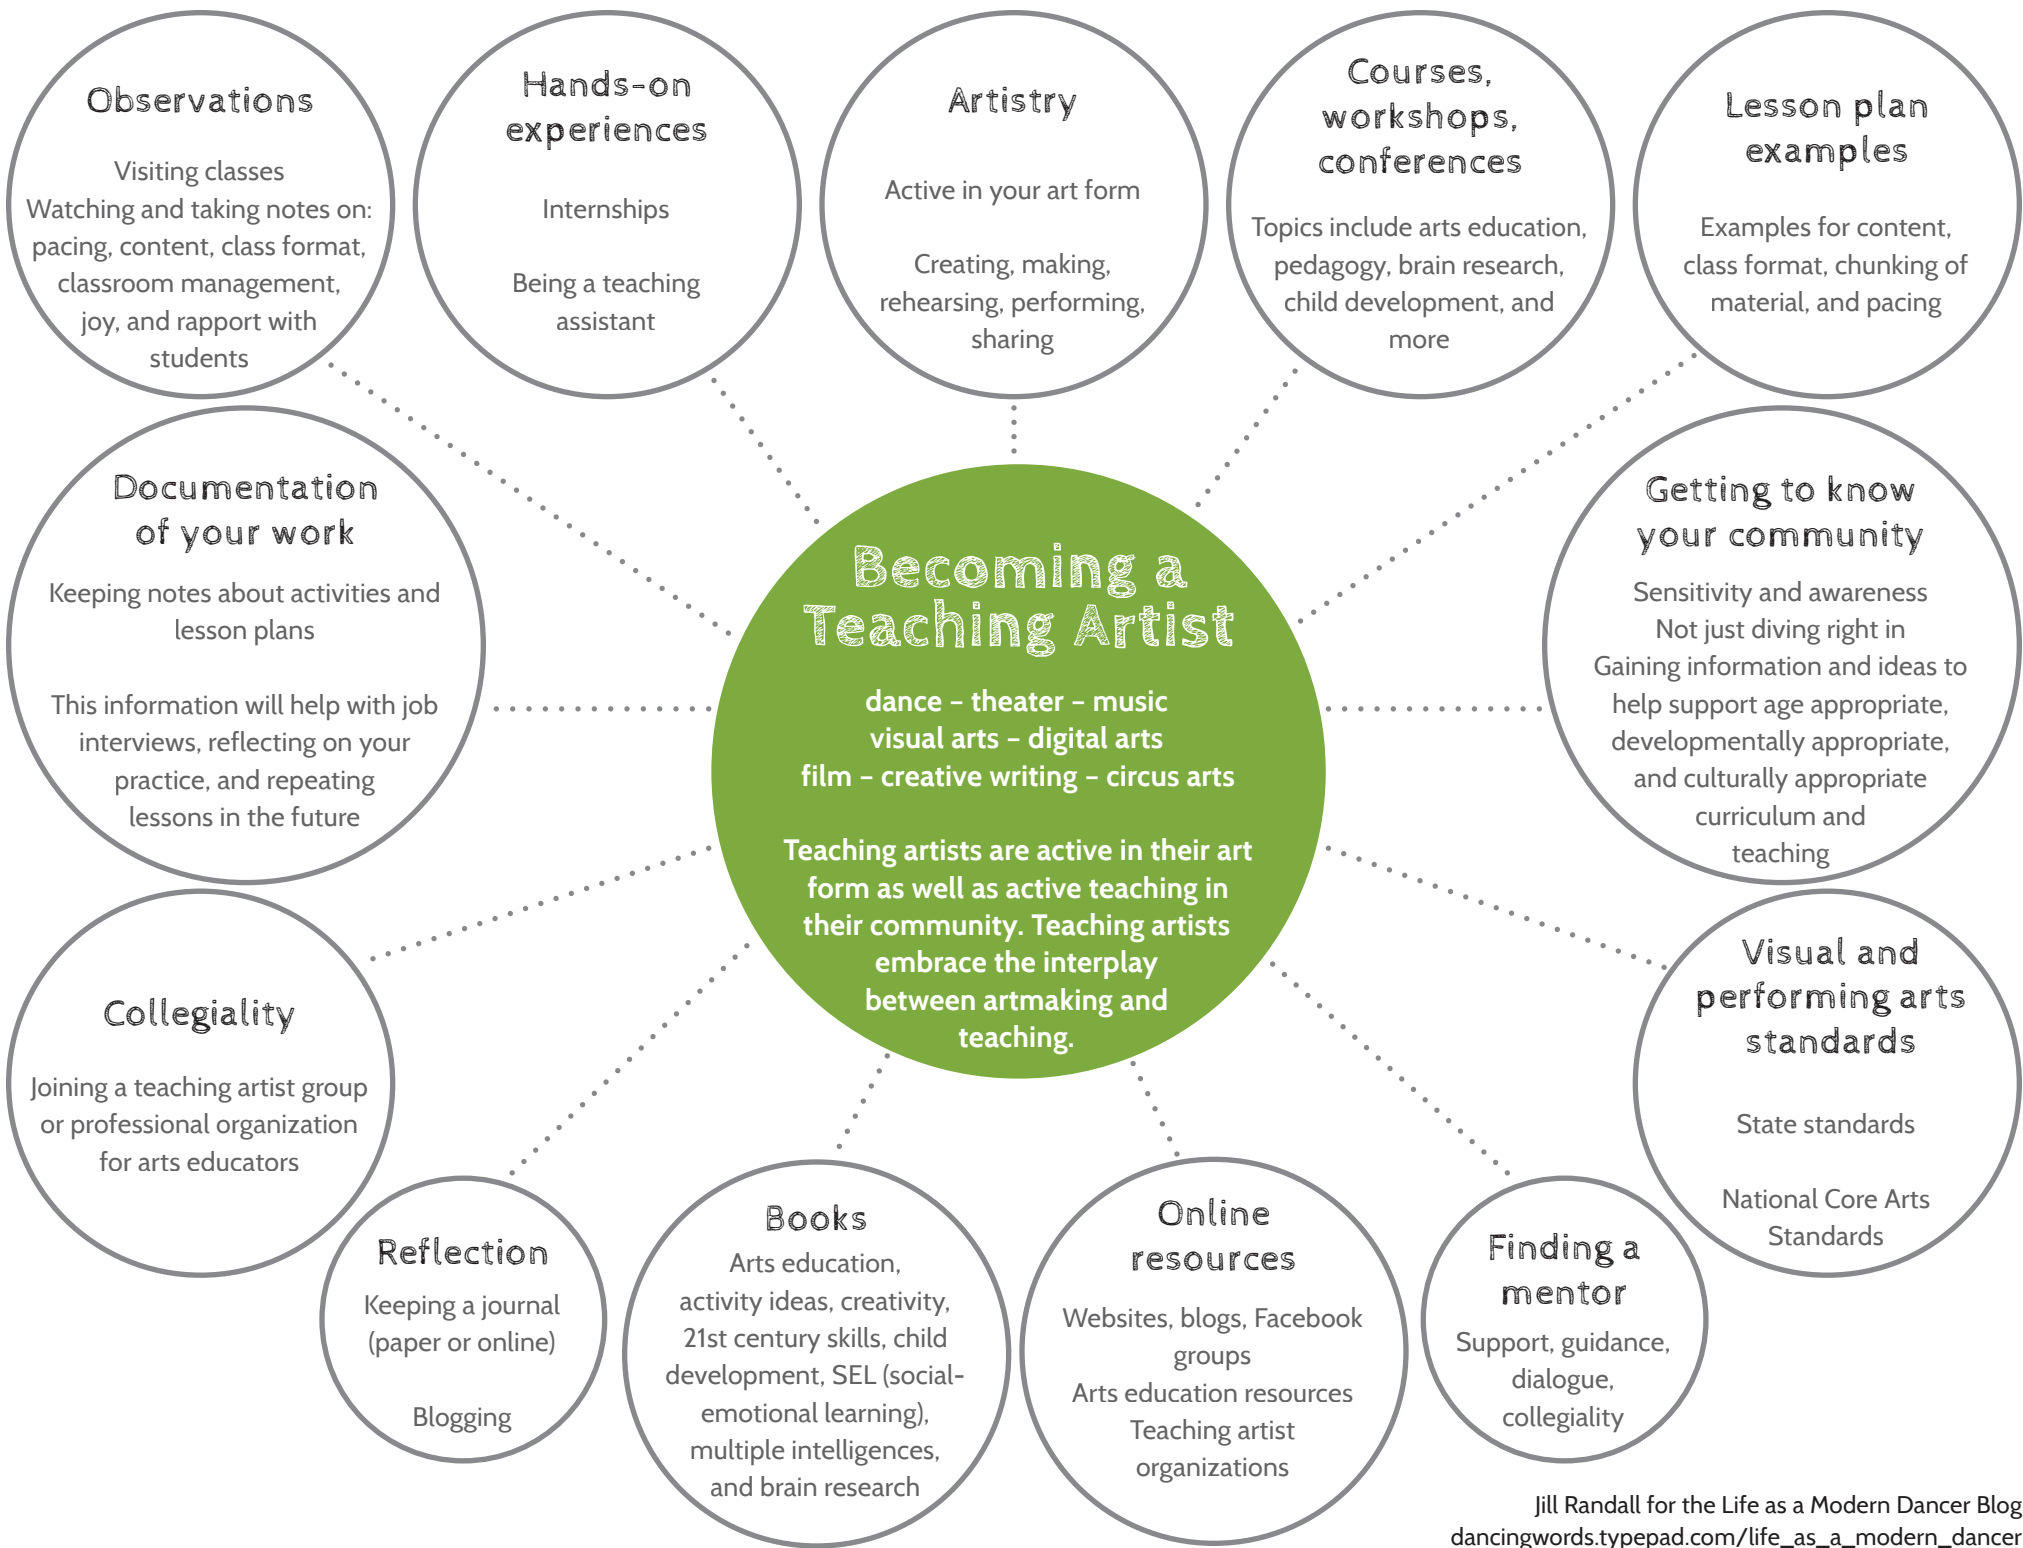 Observations
Visiting classes
Watching and taking notes on:
pacing, content, class format,
classroom management,
joy, and rapport with
students
Hands-on
experiences
Internships
Being a teaching
assistant
Artistry
Active in your art form
Creating, making,
rehearsing, performing,
sharing
Courses,
workshops,
conferences
Topics include arts education,
pedagogy, brain research,
child development, and
more
Lesson plan
examples
Examples for content,
class format, chunking of
material, and pacing
Documentation
of your work
Keeping notes about activities and
lesson plans
This information will help with job
interviews, reflecting on your
practice, and repeating
lessons in the future
Becoming a
Teaching Artist
dance – theater – music
visual arts – digital arts
film – creative writing – circus arts
Teaching artists are active in their art
form as well as active teaching in
their community. Teaching artists
embrace the interplay
between artmaking and
teaching.
Getting to know
your community
Sensitivity and awareness
Not just diving right in
Gaining information and ideas to
help support age appropriate,
developmentally appropriate,
and culturally appropriate
curriculum and
teaching
Collegiality
Joining a teaching artist group
or professional organization
for arts educators
Visual and
performing arts
standards
State standards
National Core Arts
Standards
Reflection
Keeping a journal
(paper or online)
Blogging
Books
Arts education,
activity ideas, creativity,
21st century skills, child
development, SEL (social-
emotional learning),
multiple intelligences,
and brain research
Online
resources
Websites, blogs, Facebook
groups
Arts education resources
Teaching artist
organizations
Finding a
mentor
Support, guidance,
dialogue,
collegiality
Jill Randall for the Life as a Modern Dancer Blog
dancingwords.typepad.com/life_as_a_modern_dancer